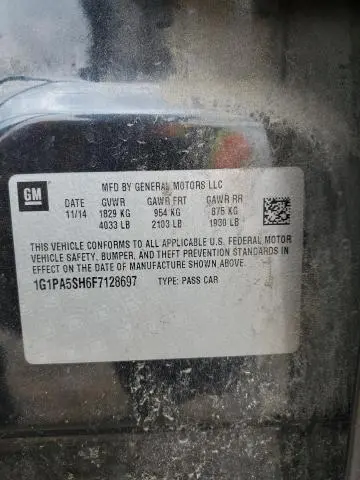 GM
MFD BY GENERAL MOTORS LLC
DATE GVWR GAWR FRT GAWR RR
11/14 1829 KG 954 KG 875 KG
4033 LB 2103 LB 1930 LB
THIS VEHICLE CONFORMS TO ALL APPLICABLE U.S. FEDERAL MOTOR
VEHICLE SAFETY, BUMPER, AND THEFT PREVENTION STANDARDS
IN EFFECT ON THE DATE OF MANUFACTURE SHOWN ABOVE.
1G1PA5SH6F7128697 TYPE: PASS CAR